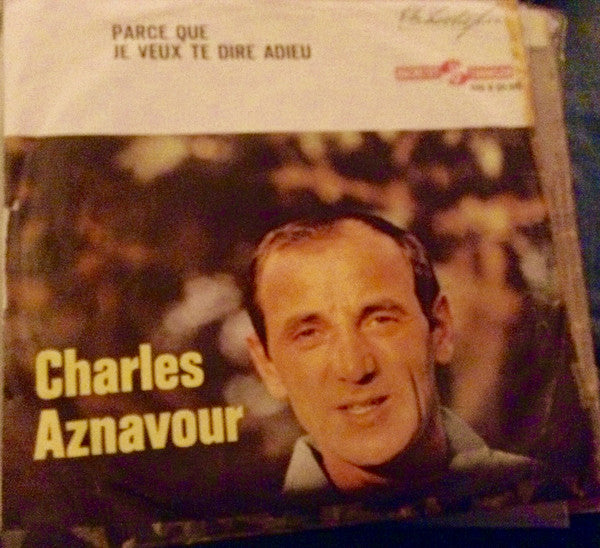 PARCE QUE
JE VEUX TE DIRE ADIEU
Charles
Aznavour